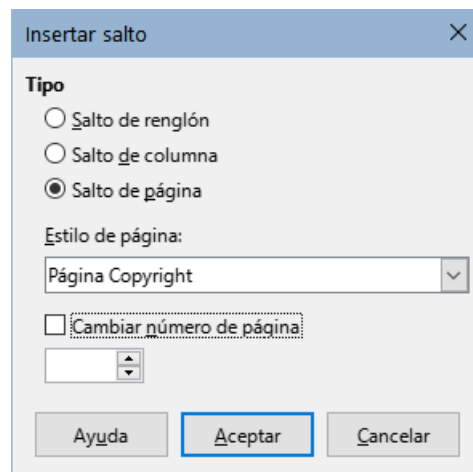 Insertar salto
Tipo
Salto de renglón
Salto de columna
Salto de página
Estilo de página:
Página Copyright
Cambiar número de página
Ayuda Aceptar Cancelar